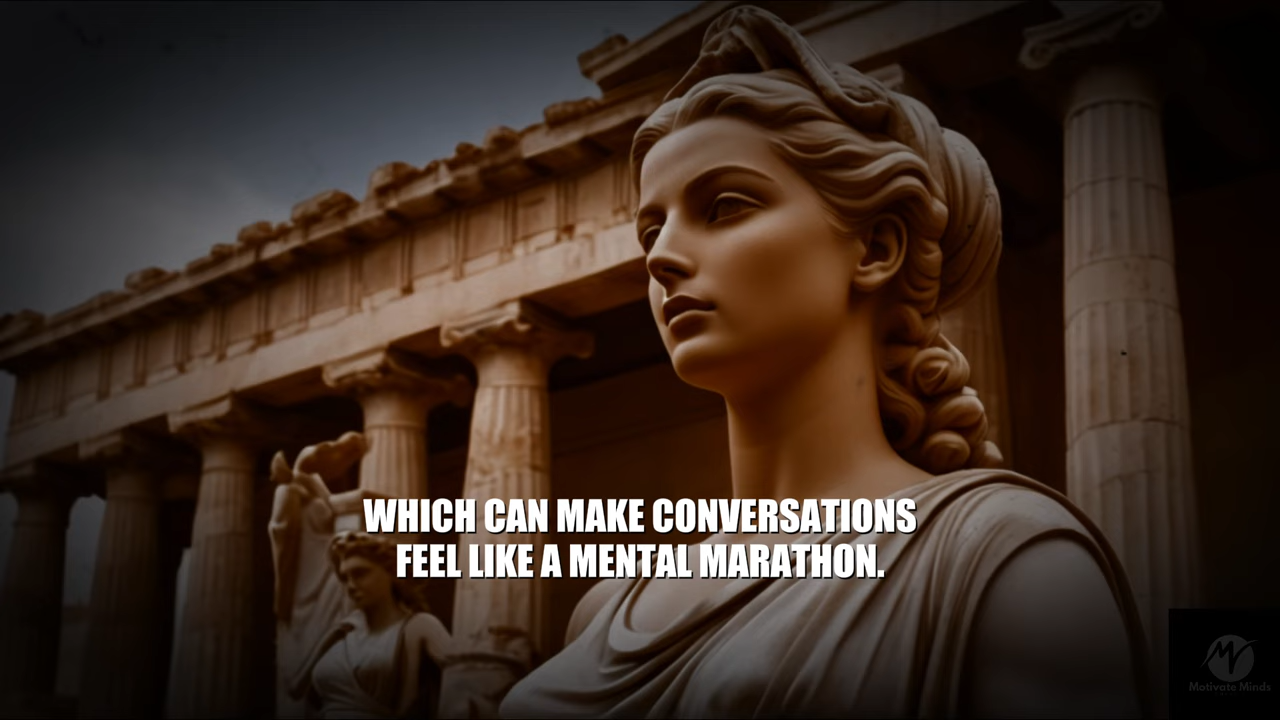 WHICH CAN MAKE CONVERSATIONS
FEEL LIKE A MENTAL MARATHON.
Motivate Minds